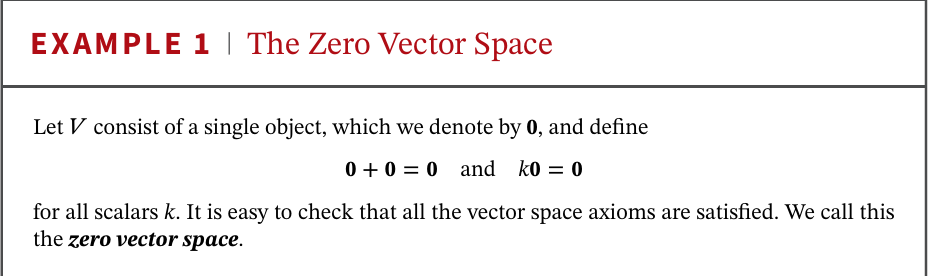 EXAMPLE 1 | The Zero Vector Space
Let V consist of a single object, which we denote by 0, and define
0 + 0 = 0 and k0 = 0
for all scalars k. It is easy to check that all the vector space axioms are satisfied. We call this
the zero vector space.